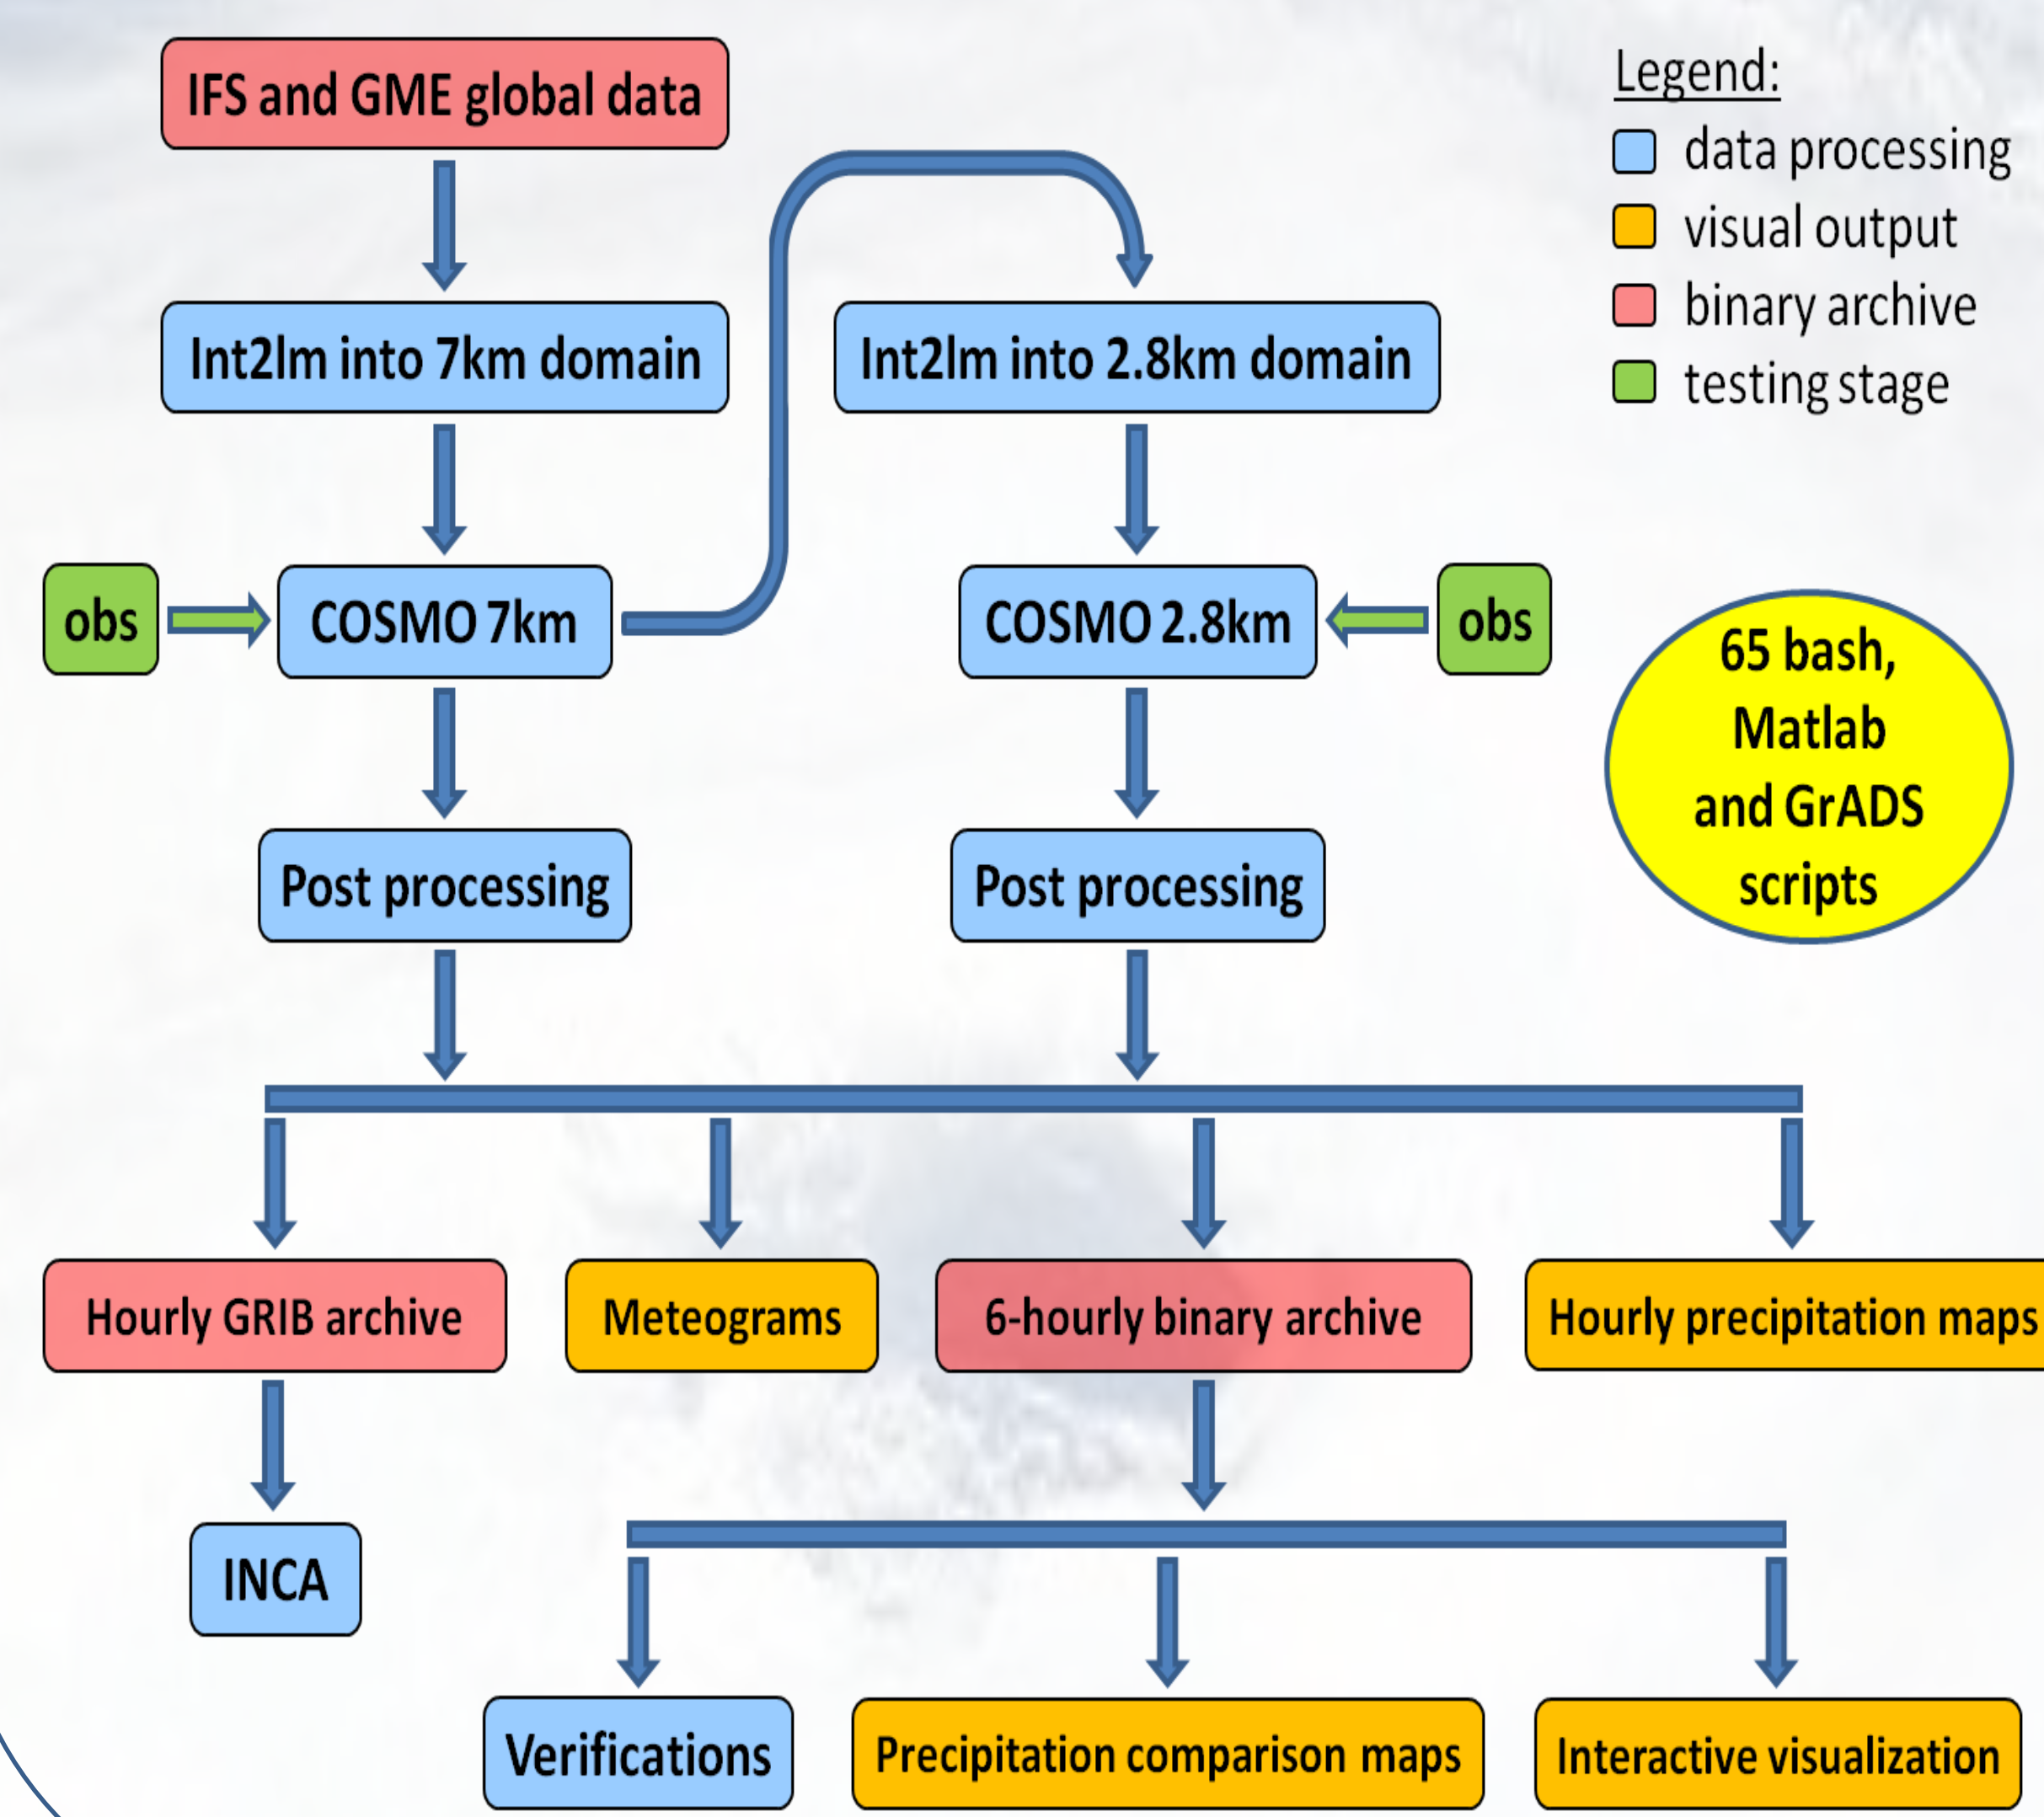 IFS and GME global data
Legend:
data processing
visual output
binary archive
testing stage
Int2lm into 7km domain
Int2lm into 2.8km domain
obs
COSMO 7km
COSMO 2.8km
obs
65 bash,
Matlab
and GrADS
scripts
Post processing
Post processing
Hourly GRIB archive
Meteograms
6-hourly binary archive
Hourly precipitation maps
INCA
Verifications
Precipitation comparison maps
Interactive visualization